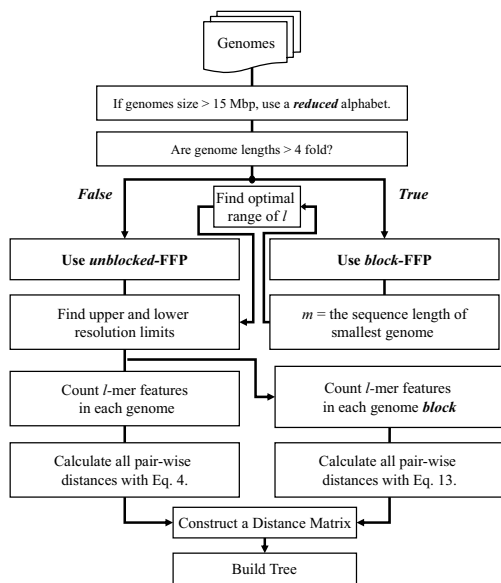 Genomes
If genomes size > 15 Mbp, use a reduced alphabet.
Are genome lengths > 4 fold?
False
Find optimal
range of l
True
Use unblocked-FFP
Use block-FFP
Find upper and lower
resolution limits
m = the sequence length of
smallest genome
Count l-mer features
in each genome
Count l-mer features
in each genome block
Calculate all pair-wise
distances with Eq. 4.
Calculate all pair-wise
distances with Eq. 13.
Construct a Distance Matrix
Build Tree